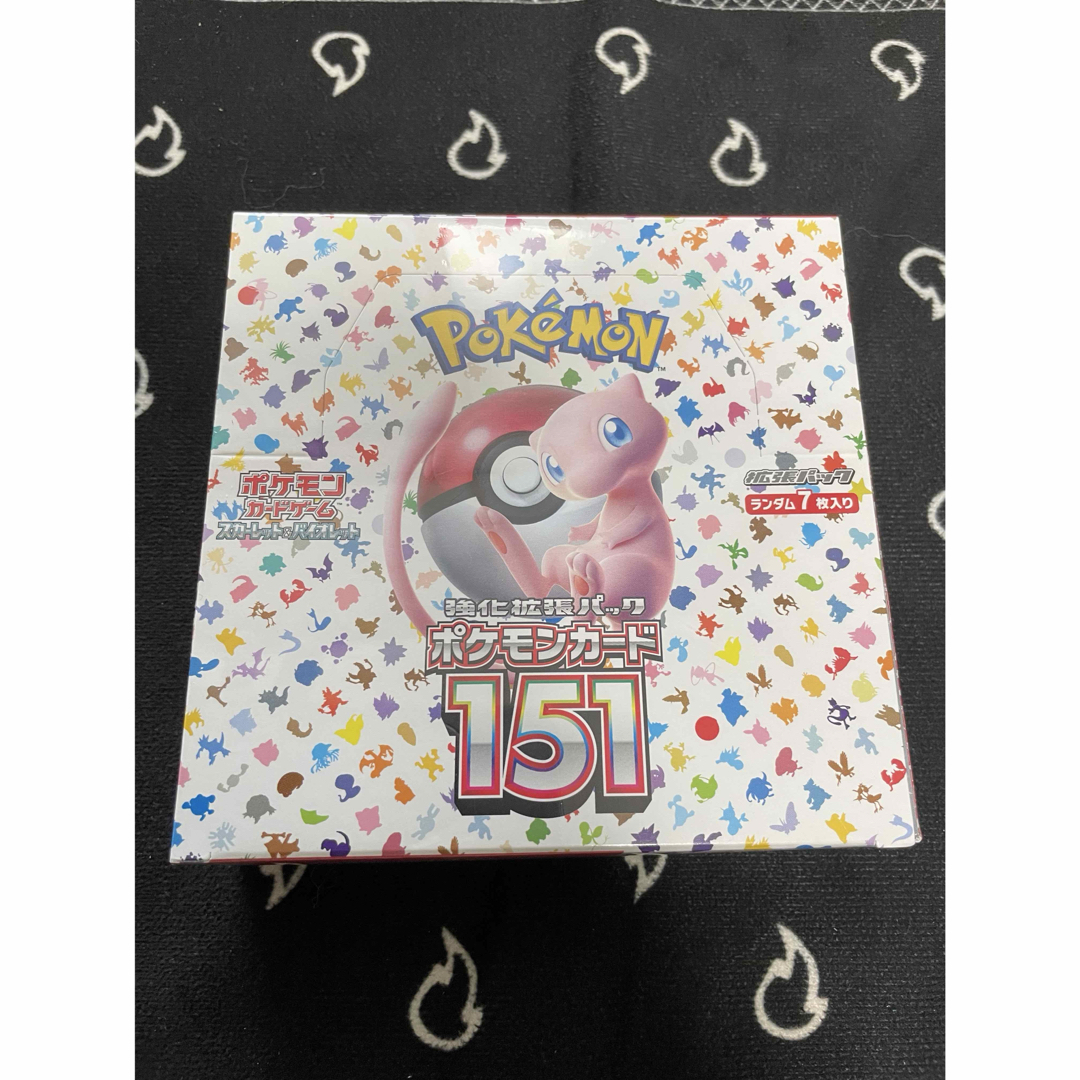 POKéMON
TM
ポケモン
カードゲーム
スカーレット&バイオレット
拡張パック
ランダム7枚入り
強化拡張パック
ポケモンカード
151